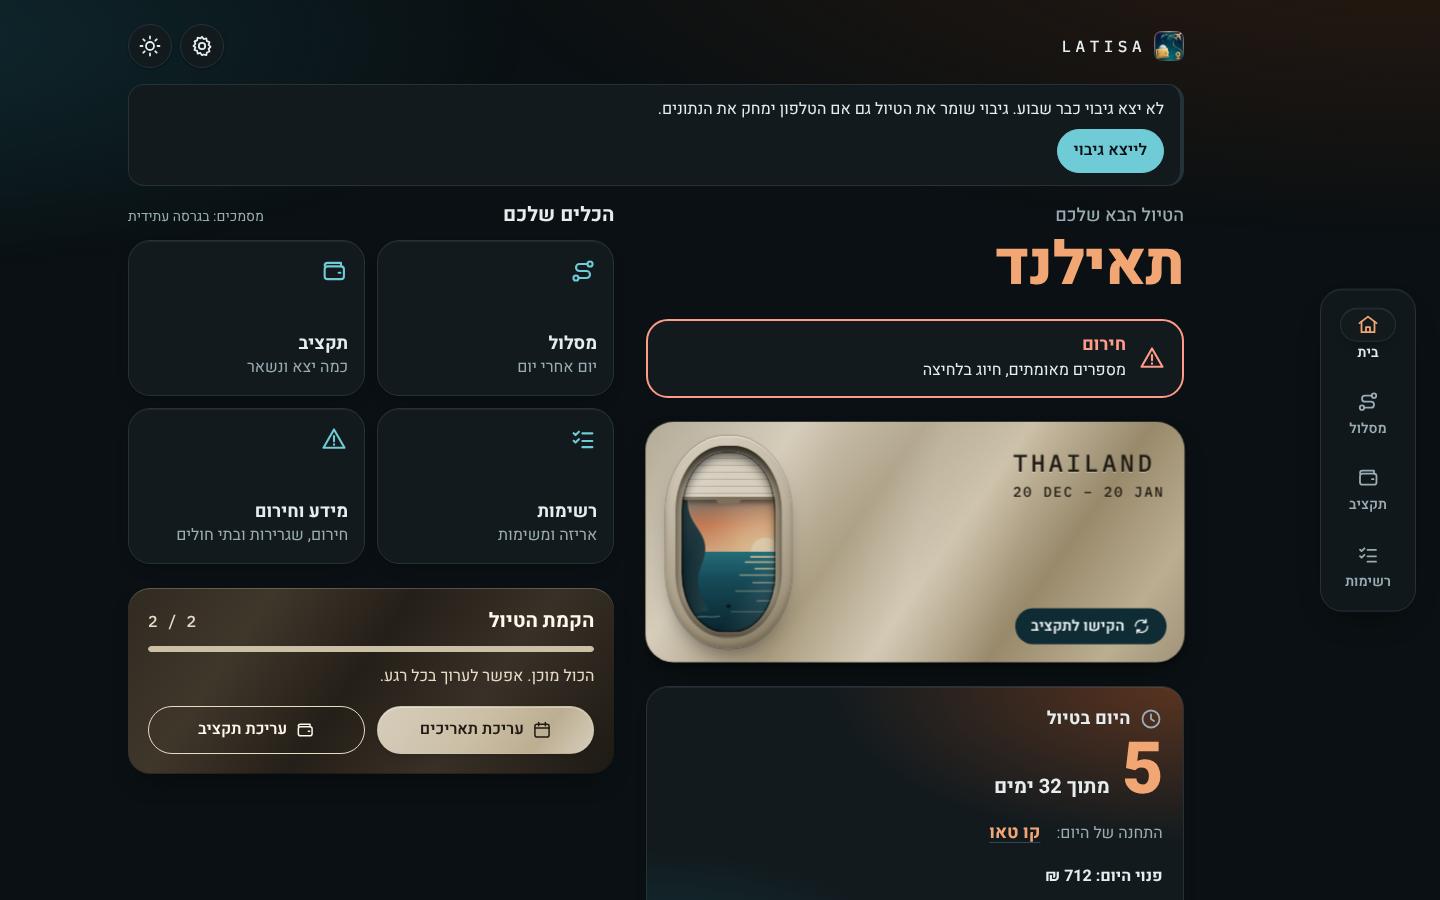 LATISA
לא יצא גיבוי כבר שבוע. גיבוי שומר את הטיול גם אם הטלפון ימחק את הנתונים.
לייצא גיבוי
הטיול הבא שלכם
תאילנד
חירום
מספרים מאומתים, חיוג בלחיצה
THAILAND
20 DEC – 20 JAN
הקישו לתקציב
היום בטיול
5 מתוך 32 ימים
התחנה של היום: קו טאו
פנוי היום: 712 ₪
הכלים שלכם
מסמכים: בגרסה עתידית
מסלול
יום אחרי יום
תקציב
כמה יצא ונשאר
רשימות
אריזה ומשימות
מידע וחירום
חירום, שגרירות ובתי חולים
הקמת הטיול
2 / 2
הכול מוכן. אפשר לערוך בכל רגע.
עריכת תאריכים
עריכת תקציב
בית
מסלול
תקציב
רשימות